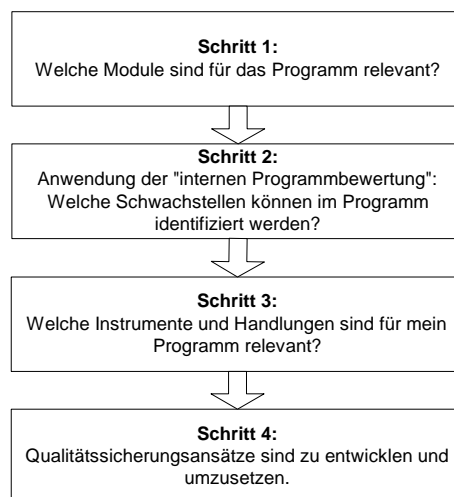 Schritt 1:
Welche Module sind für das Programm relevant?
Schritt 2:
Anwendung der "internen Programmbewertung":
Welche Schwachstellen können im Programm
identifiziert werden?
Schritt 3:
Welche Instrumente und Handlungen sind für mein
Programm relevant?
Schritt 4:
Qualitätssicherungsansätze sind zu entwickeln und
umzusetzen.